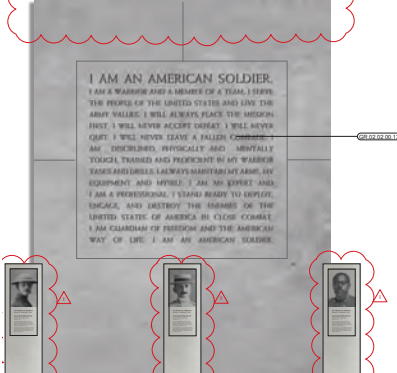 I AM AN AMERICAN SOLDIER.
I AM A WARRIOR AND A MEMBER OF A TEAM. I SERVE
THE PEOPLE OF THE UNITED STATES AND LIVE THE
ARMY VALUES. I WILL ALWAYS PLACE THE MISSION
FIRST. I WILL NEVER ACCEPT DEFEAT. I WILL NEVER
QUIT. I WILL NEVER LEAVE A FALLEN COMRADE. I
AM DISCIPLINED, PHYSICALLY AND MENTALLY
TOUGH, TRAINED AND PROFICIENT IN MY WARRIOR
TASKS AND DRILLS. I ALWAYS MAINTAIN MY ARMS, MY
EQUIPMENT AND MYSELF. I AM AN EXPERT AND
I AM A PROFESSIONAL. I STAND READY TO DEPLOY,
ENGAGE, AND DESTROY THE ENEMIES OF THE
UNITED STATES OF AMERICA IN CLOSE COMBAT.
I AM GUARDIAN OF FREEDOM AND THE AMERICAN
WAY OF LIFE. I AM AN AMERICAN SOLDIER.